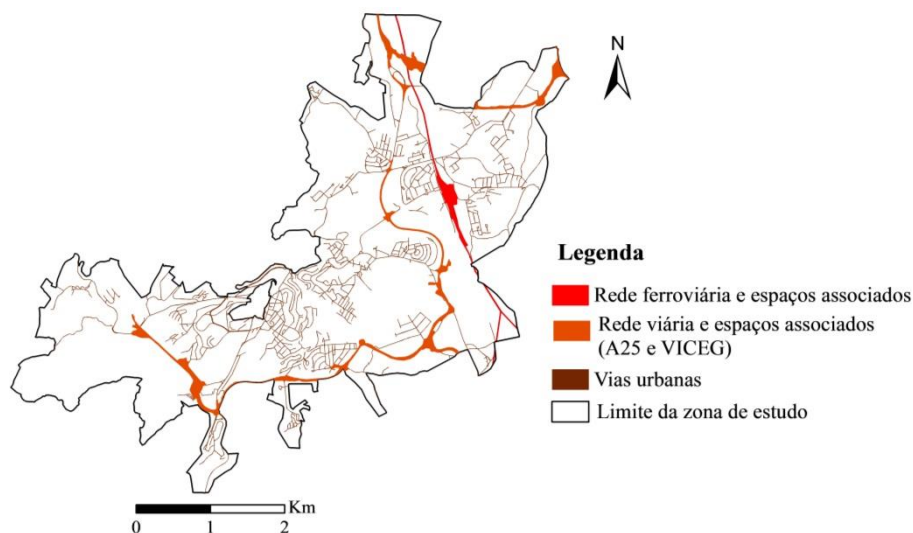 N
Legenda
Rede ferroviária e espaços associados
Rede viária e espaços associados
(A25 e VICEG)
Vias urbanas
Limite da zona de estudo
Km
0 1 2